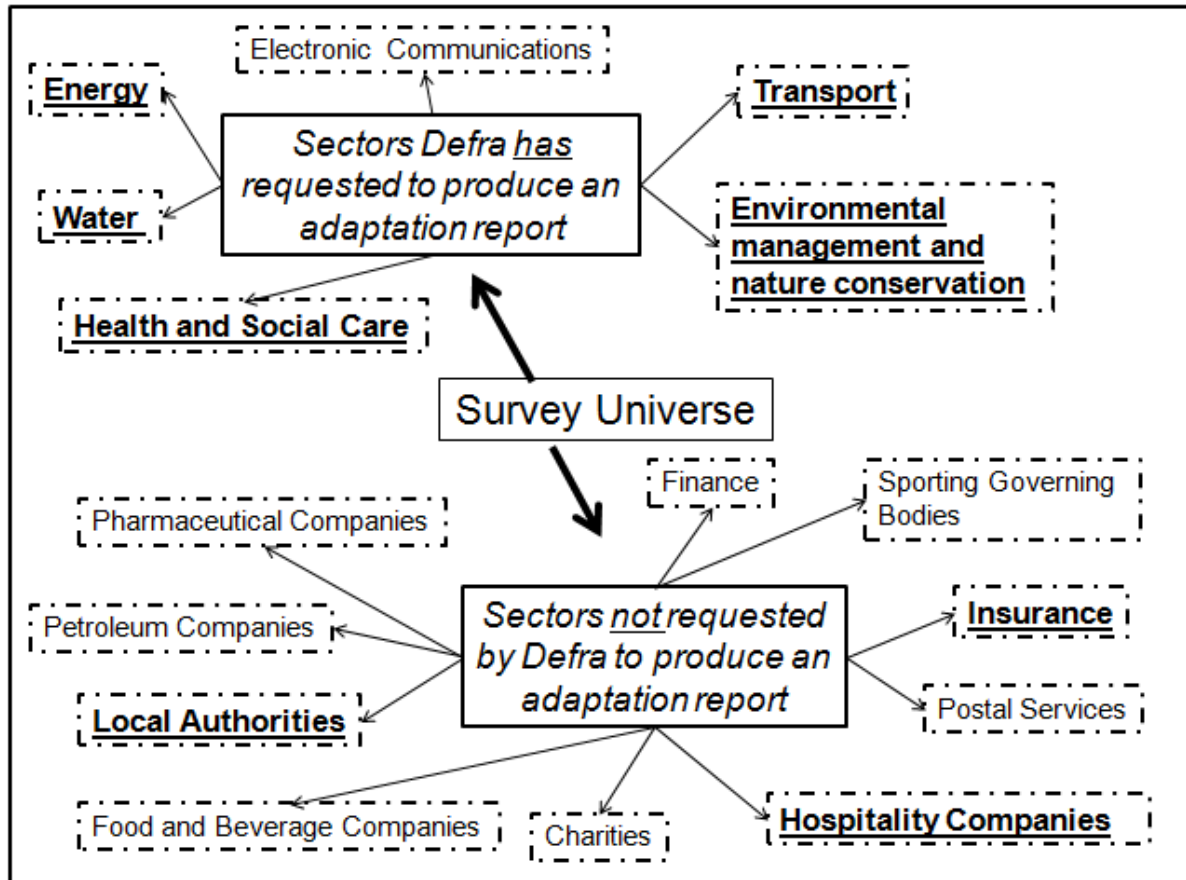 Electronic Communications
Energy
Transport
Sectors Defra has
requested to produce an
adaptation report
Water
Environmental
management and
nature conservation
Health and Social Care
Survey Universe
Finance
Sporting Governing
Bodies
Pharmaceutical Companies
Petroleum Companies
Sectors not requested
by Defra to produce an
adaptation report
Insurance
Local Authorities
Postal Services
Food and Beverage Companies
Charities
Hospitality Companies